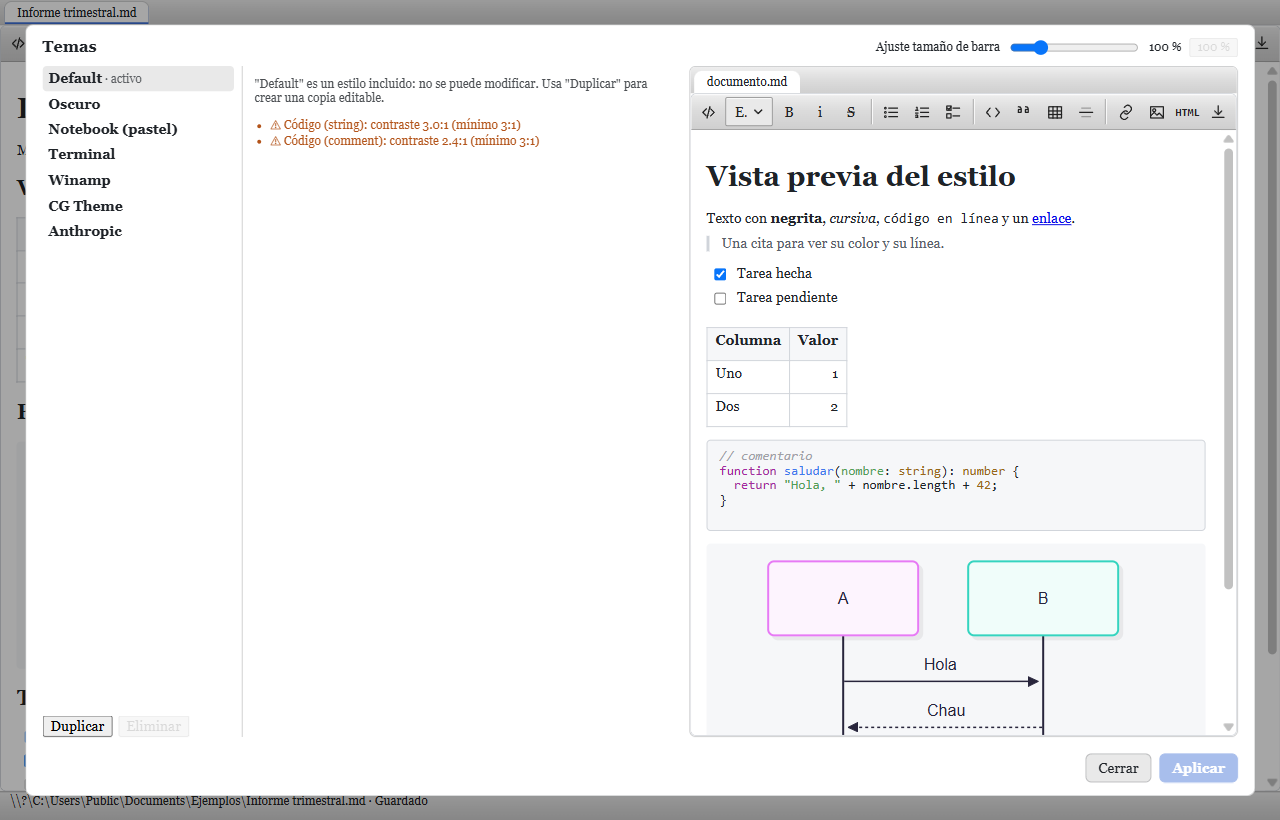 Informe trimestral.md
Temas
Ajuste tamaño de barra
100 %
100 %
Default · activo
Oscuro
Notebook (pastel)
Terminal
Winamp
CG Theme
Anthropic
Duplicar
Eliminar
"Default" es un estilo incluido: no se puede modificar. Usa "Duplicar" para
crear una copia editable.
⚠ Código (string): contraste 3.0:1 (mínimo 3:1)
⚠ Código (comment): contraste 2.4:1 (mínimo 3:1)
documento.md
E.
B
i
S
HTML
Vista previa del estilo
Texto con negrita, cursiva, código en línea y un enlace.
Una cita para ver su color y su línea.
Tarea hecha
Tarea pendiente
Columna Valor
Uno 1
Dos 2
// comentario
function saludar(nombre: string): number {
  return "Hola, " + nombre.length + 42;
}
A
B
Hola
Chau
Cerrar
Aplicar
\\?\C:\Users\Public\Documents\Ejemplos\Informe trimestral.md · Guardado